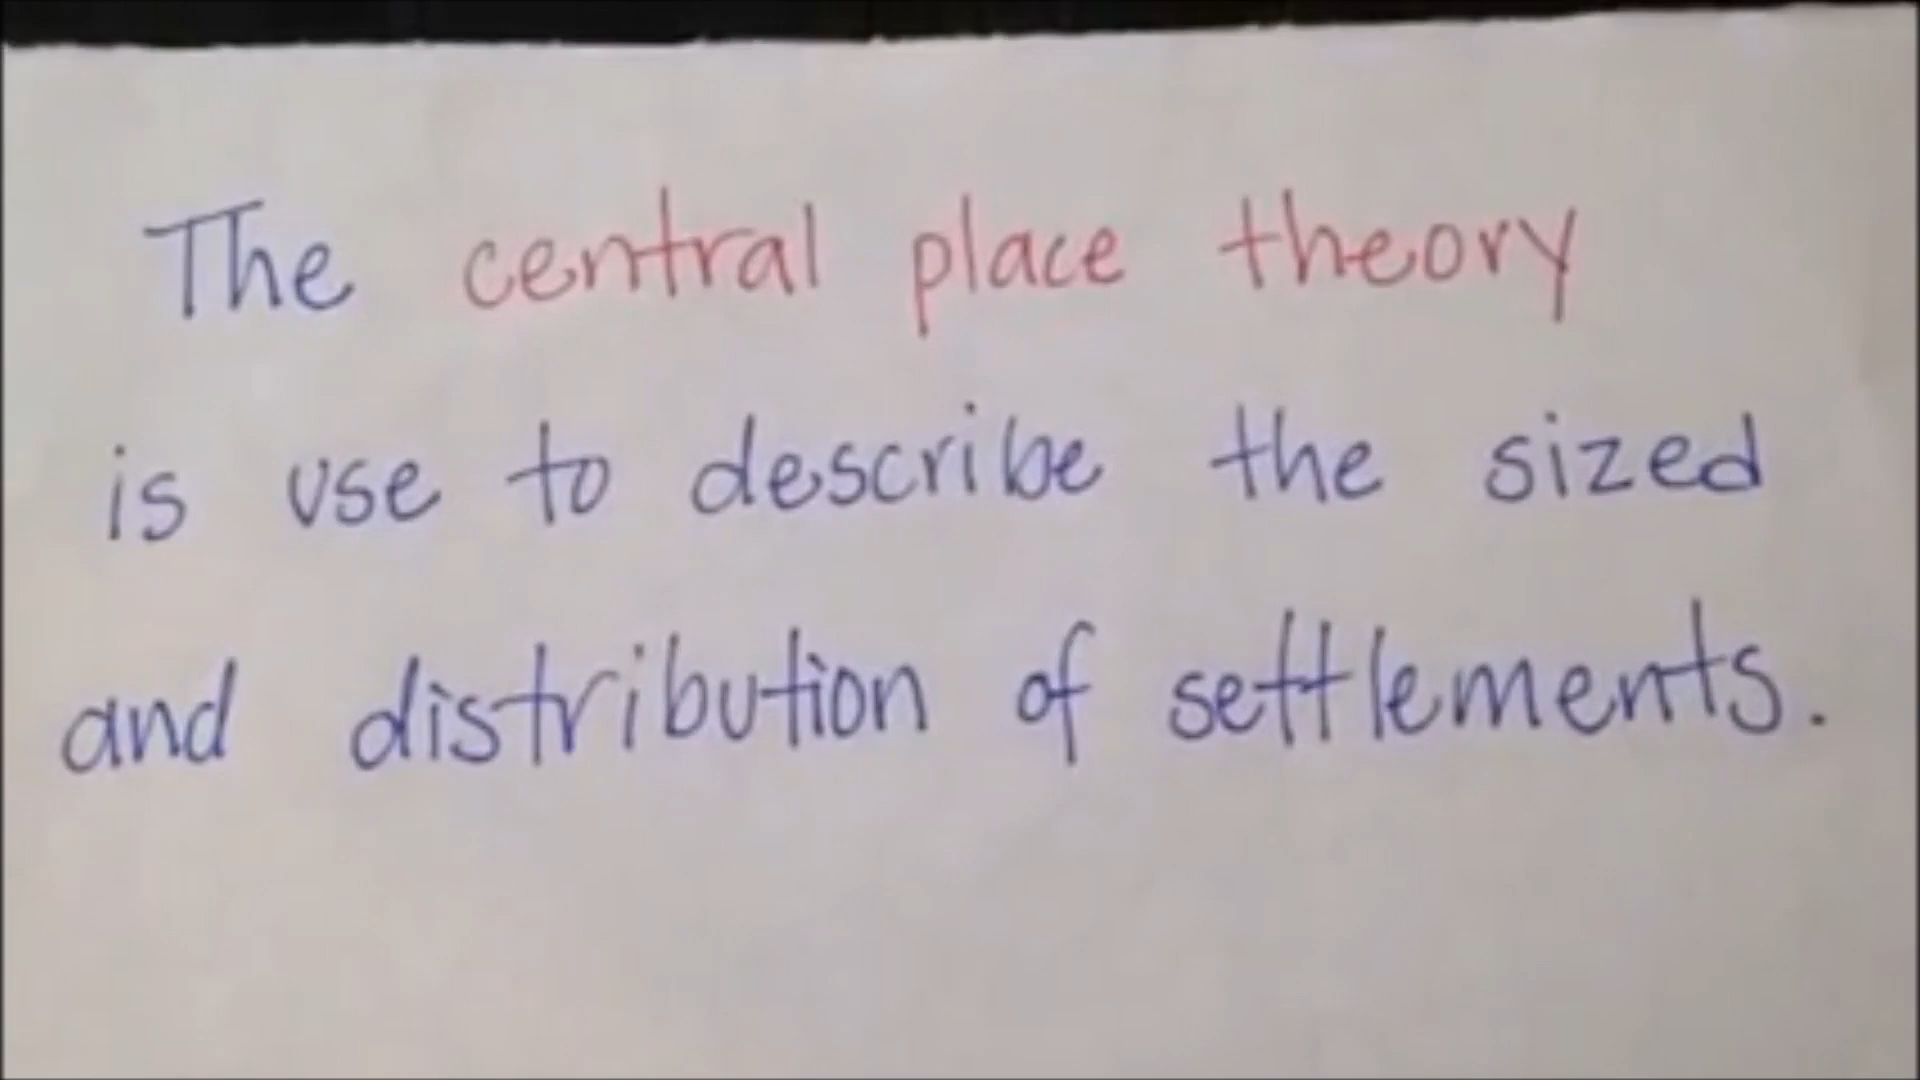 The central place theory
is use to describe the sized
and distribution of settlements.